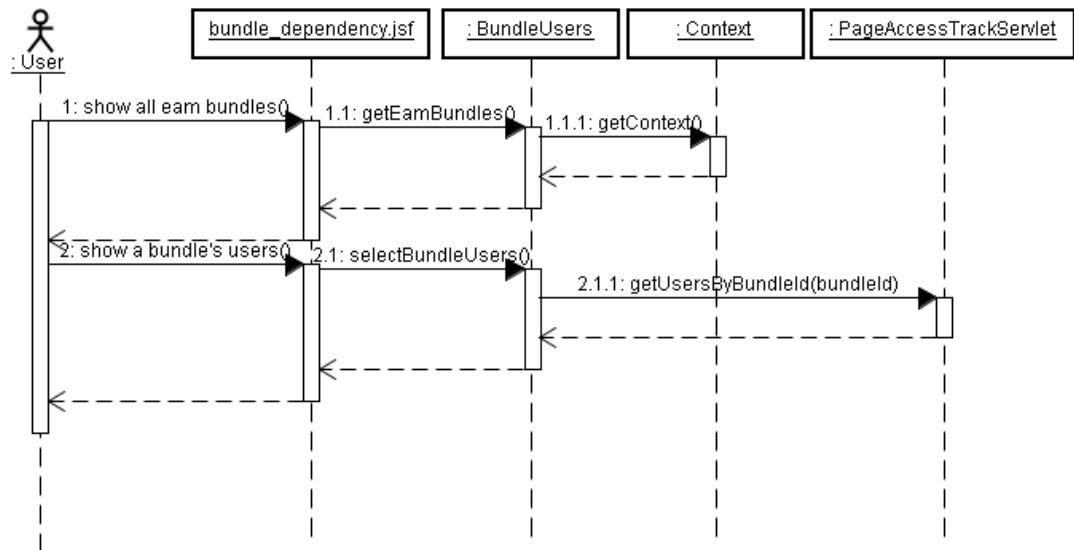 bundle_dependency.jsf
: BundleUsers
: Context
: PageAccessTrackServlet
: User
1: show all eam bundles()
1.1: getEamBundles()
1.1.1: getContext()
2: show a bundle's users()
2.1: selectBundleUsers()
2.1.1: getUsersByBundleId(bundleId)